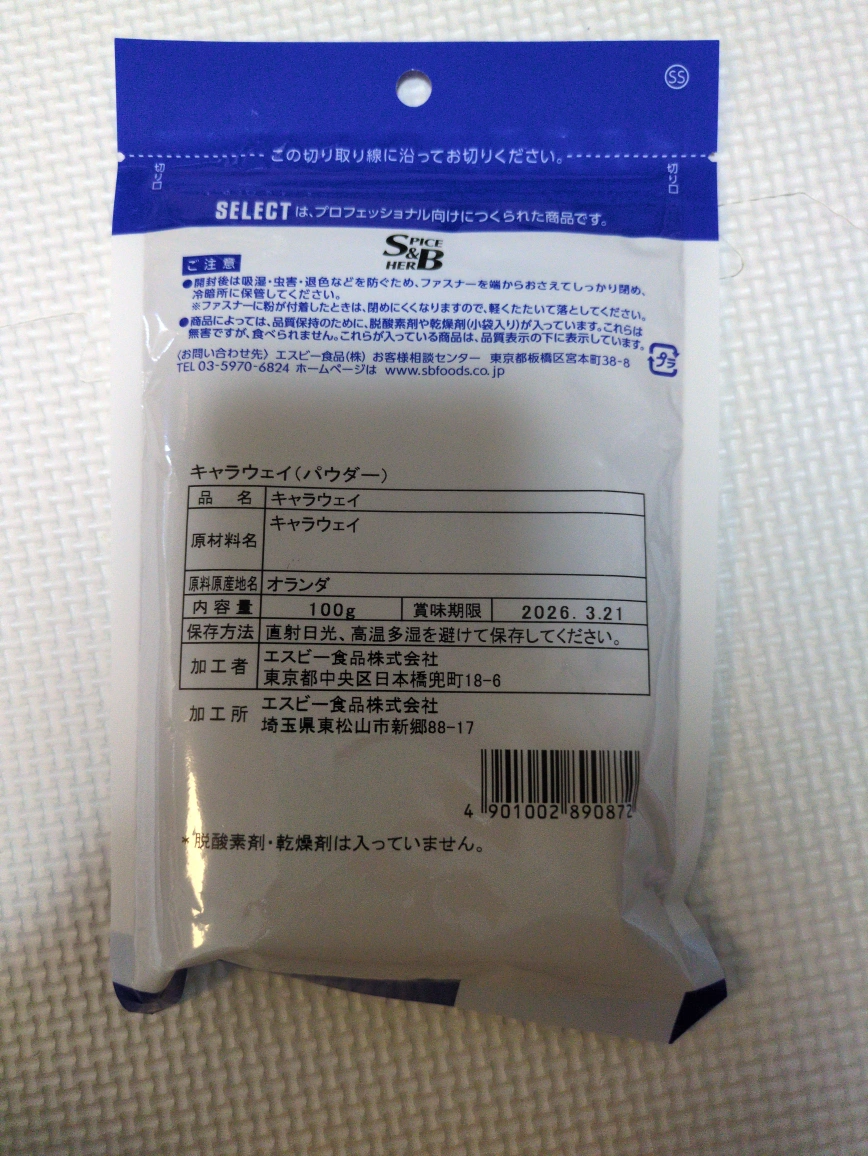 SS
この切り取り線に沿ってお切りください。
切り口
切り口
SELECTは、プロフェッショナル向けにつくられた商品です。
SPICE
&
HERB
ご注意
●開封後は吸湿・虫害・退色などを防ぐため、ファスナーを端からおさえてしっかり閉め、
冷暗所に保管してください。
※ファスナーに粉が付着したときは、閉めにくくなりますので、軽くたたいて落としてください。
●商品によっては、品質保持のために、脱酸素剤や乾燥剤(小袋入り)が入っています。これらは
無害ですが、食べられません。これらが入っている商品は、品質表示の下に表示しています。
〈お問い合わせ先〉エスビー食品(株) お客様相談センター 東京都板橋区宮本町38-8
TEL 03-5970-6824 ホームページは www.sbfoods.co.jp
プラ
キャラウェイ(パウダー)
品名 キャラウェイ
原材料名 キャラウェイ
原料原産地名 オランダ
内容量 100g 賞味期限 2026. 3.21
保存方法 直射日光、高温多湿を避けて保存してください。
加工者 エスビー食品株式会社
東京都中央区日本橋兜町18-6
加工所 エスビー食品株式会社
埼玉県東松山市新郷88-17
4 901002 890872
*脱酸素剤・乾燥剤は入っていません。